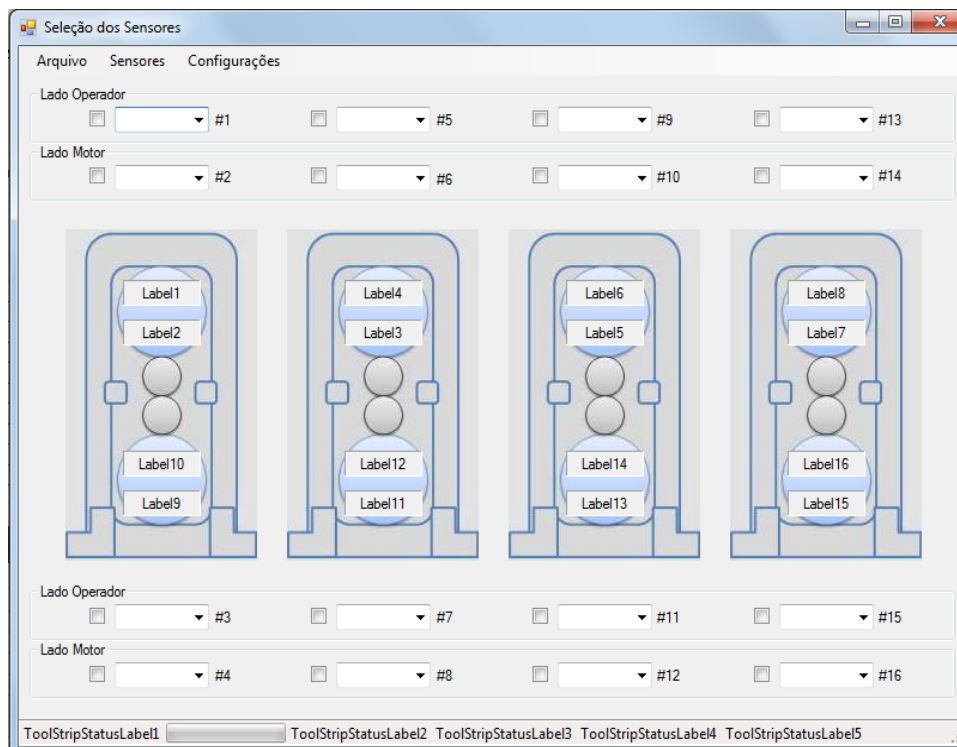 Seleção dos Sensores
Arquivo Sensores Configurações
Lado Operador
#1 #5 #9 #13
Lado Motor
#2 #6 #10 #14
Label1 Label4 Label6 Label8
Label2 Label3 Label5 Label7
Label10 Label12 Label14 Label16
Label9 Label11 Label13 Label15
Lado Operador
#3 #7 #11 #15
Lado Motor
#4 #8 #12 #16
ToolStripStatusLabel1 ToolStripStatusLabel2 ToolStripStatusLabel3 ToolStripStatusLabel4 ToolStripStatusLabel5